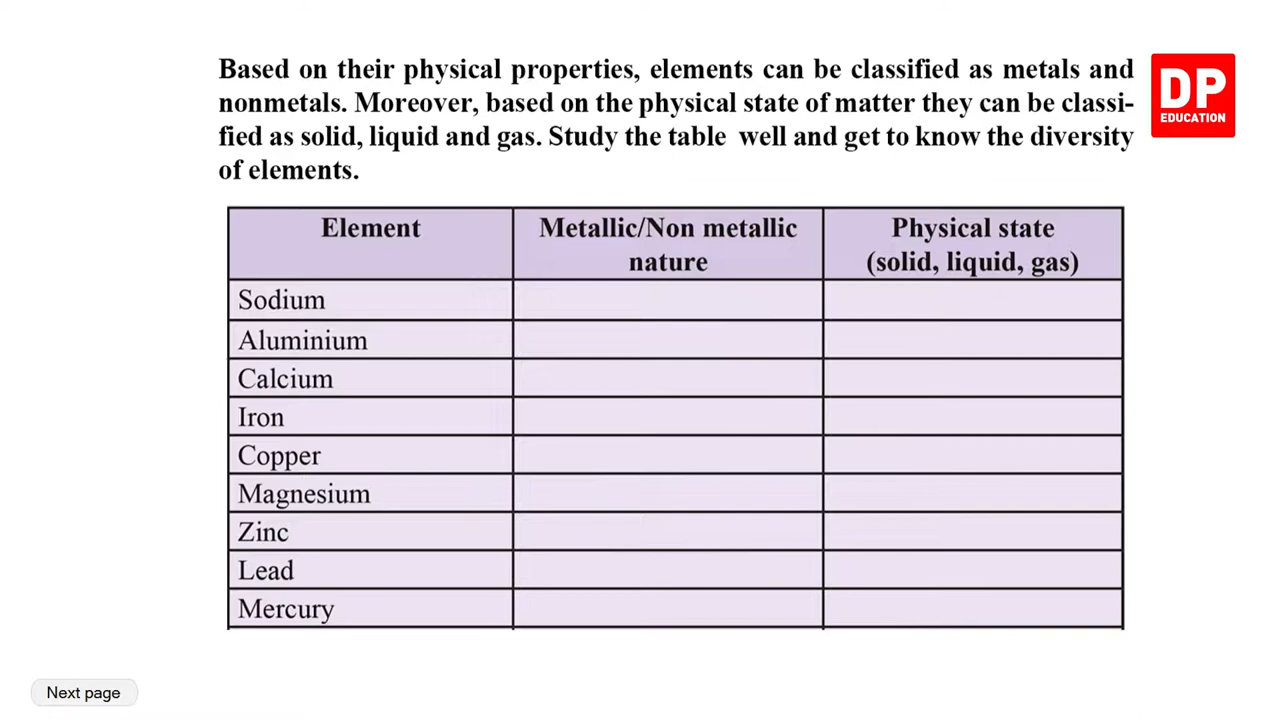 Based on their physical properties, elements can be classified as metals and
nonmetals. Moreover, based on the physical state of matter they can be classi-
fied as solid, liquid and gas. Study the table well and get to know the diversity
of elements.
DP
EDUCATION
Element
Metallic/Non metallic
nature
Physical state
(solid, liquid, gas)
Sodium
Aluminium
Calcium
Iron
Copper
Magnesium
Zinc
Lead
Mercury
Next page